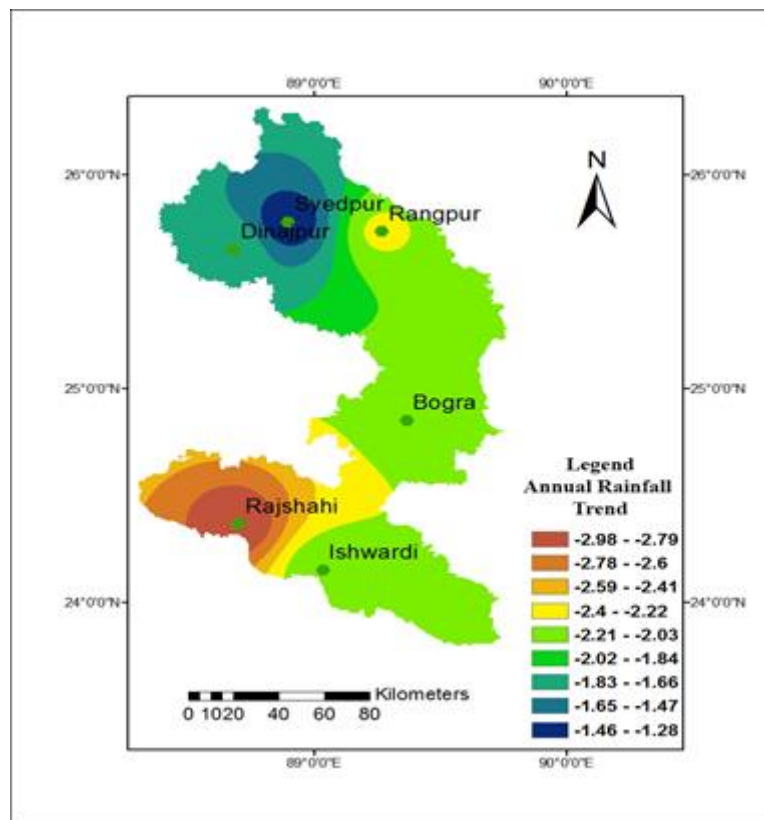 89°0'0"E 90°0'0"E
26°0'0"N 26°0'0"N
N
Syedpur
Rangpur
Dinajpur
25°0'0"N 25°0'0"N
Bogra
Rajshahi
Ishwardi
24°0'0"N 24°0'0"N
Legend
Annual Rainfall
Trend
-2.98 - -2.79
-2.78 - -2.6
-2.59 - -2.41
-2.4 - -2.22
-2.21 - -2.03
-2.02 - -1.84
-1.83 - -1.66
-1.65 - -1.47
-1.46 - -1.28
Kilometers
0 1020 40 60 80
89°0'0"E 90°0'0"E